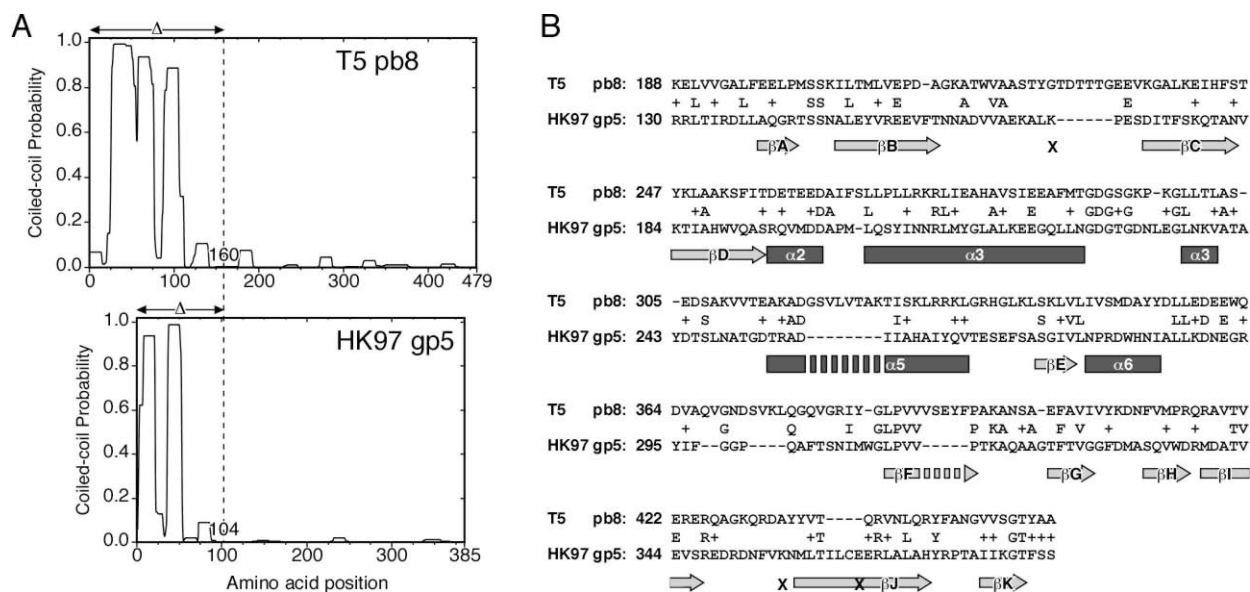 A
Δ
T5 pb8
Coiled-coil Probability
1.0
0.8
0.6
0.4
0.2
0.0
160
0 100 200 300 400 479
Δ
HK97 gp5
Coiled-coil Probability
1.0
0.8
0.6
0.4
0.2
0.0
104
0 100 200 300 385
Amino acid position
B
T5 pb8: 188 KELVVGALFEELPMSSKILTMLVEPD-AGKATWVAASTYGTDTTTGEEVKGALKEIHFST
+ L+ L + SS L + E A VA E + +
HK97 gp5: 130 RRLTIRDLLAQGRTSSNALEYVREEVFTNNADVVAEKALK------PESDITFSKQTANV
βA βB X βC
T5 pb8: 247 YKLAAKSFITDETEEDAIFSLLPLLRKRLIEAHAVSIEEAFMTGDGSGKP-KGLLTLAS-
+A + +DA L + RL+ A+ E + GDG+G +GL +A+
HK97 gp5: 184 KTIAHWVQASRQVMDDAPM-LQSYINNRLMYGLALKEEGQLLNGDGTGDNLEGLNKVATA
βD α2 α3 α3
T5 pb8: 305 -EDSAKVVTEAKADGSVLVTAKTISKLRRKLGRHGLKLSKLVLIVSMDAYYDLLEDEEWQ
+ S T+AD I+ ++ S +VL LL+D E +
HK97 gp5: 243 YDTSLNATGDTRAD--------IIAHAIYQVTESEFSASGIVLNPRDWHNIALLKDNEGR
α5 βE α6
T5 pb8: 364 DVAQVGNDSVKLQGQVGRIY-GLPVVVSEYFPAKANSA-EFAVIVYKDNFVMPRQRAVTV
+ G Q I GLPVV P KA +A F V + + TV
HK97 gp5: 295 YIF--GGP----QAFTSNIMWGLPVV-----PTKAQAAGTFTVGGFDMASQVWDRMDATV
βF βG βH βI
T5 pb8: 422 ERERQAGKQRDAYYVT----QRVNLQRYFANGVVSGTYAA
E R+ +T R+ L Y +++GT+++
HK97 gp5: 344 EVSREDRDNFVKNMLTILCEERLALAHYRPTAIIKGTFSS
X X βJ βK